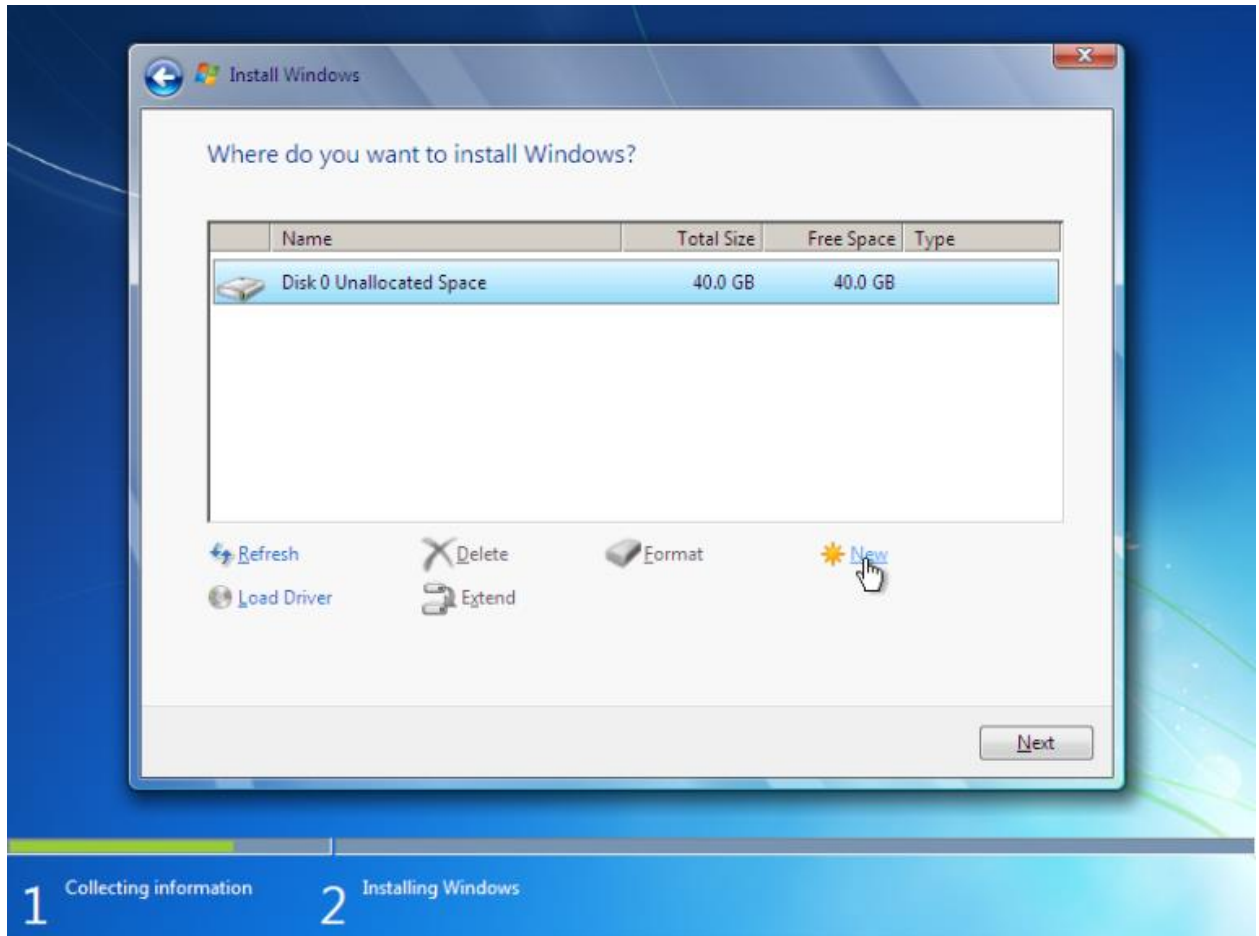 Install Windows
Where do you want to install Windows?
Name Total Size Free Space Type
Disk 0 Unallocated Space 40.0 GB 40.0 GB
Refresh Delete Format New
Load Driver Extend
Next
1 Collecting information 2 Installing Windows